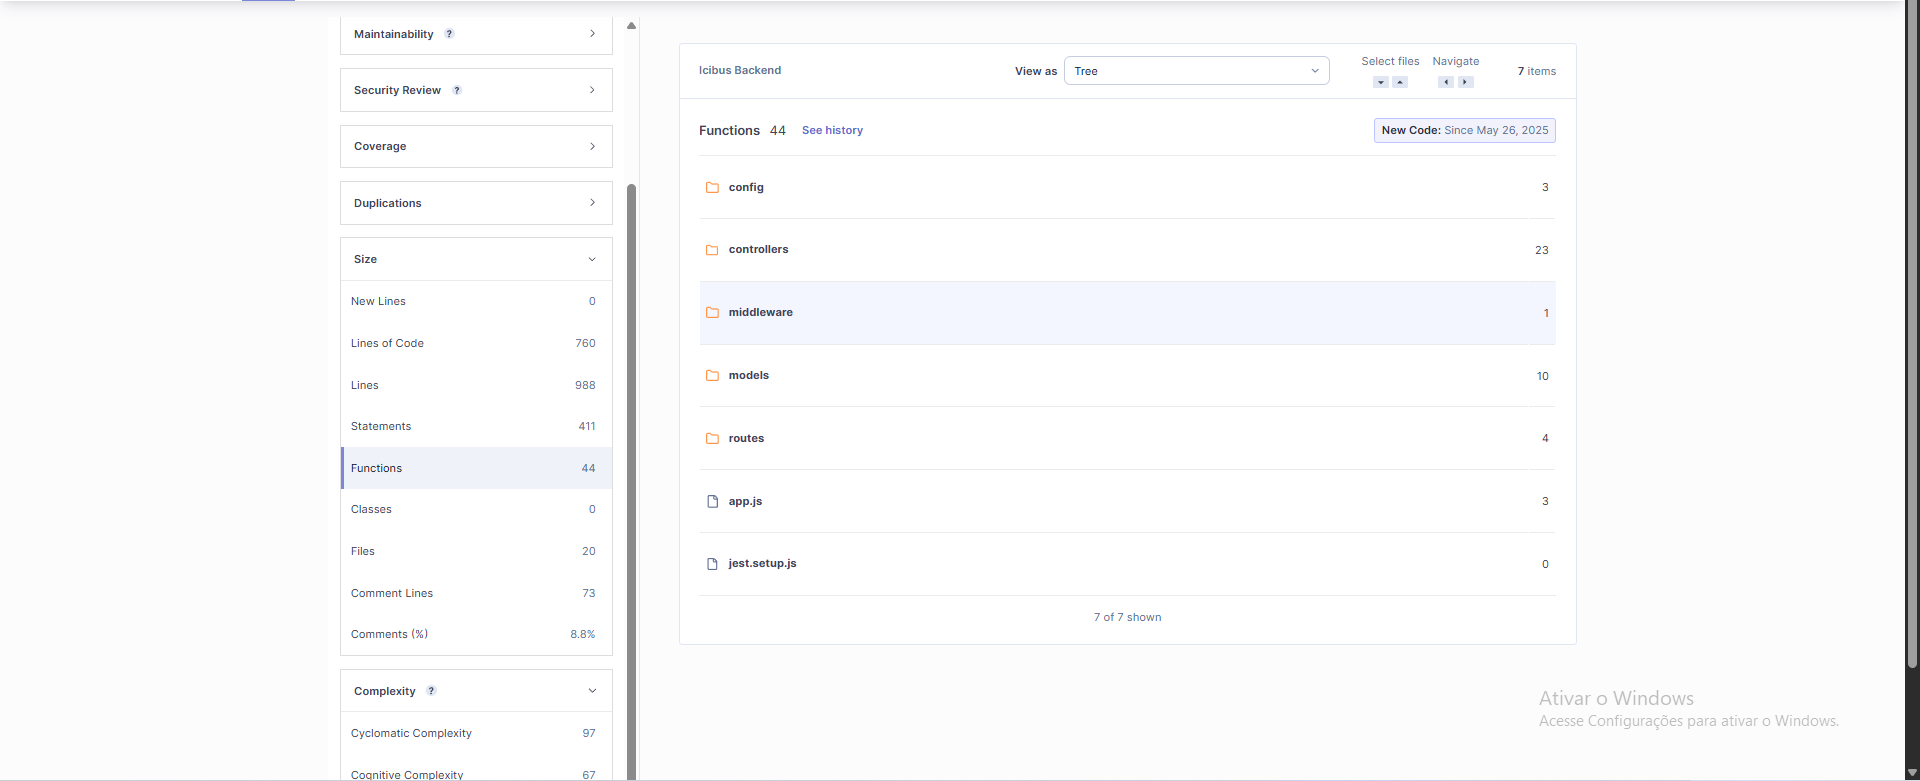 Maintainability ?
Security Review ?
Coverage
Duplications
Size
New Lines 0
Lines of Code 760
Lines 988
Statements 411
Functions 44
Classes 0
Files 20
Comment Lines 73
Comments (%) 8.8%
Complexity ?
Cyclomatic Complexity 97
Cognitive Complexity 67
Icibus Backend View as Tree Select files Navigate 7 items
Functions 44 See history New Code: Since May 26, 2025
config 3
controllers 23
middleware 1
models 10
routes 4
app.js 3
jest.setup.js 0
7 of 7 shown
Ativar o Windows
Acesse Configurações para ativar o Windows.